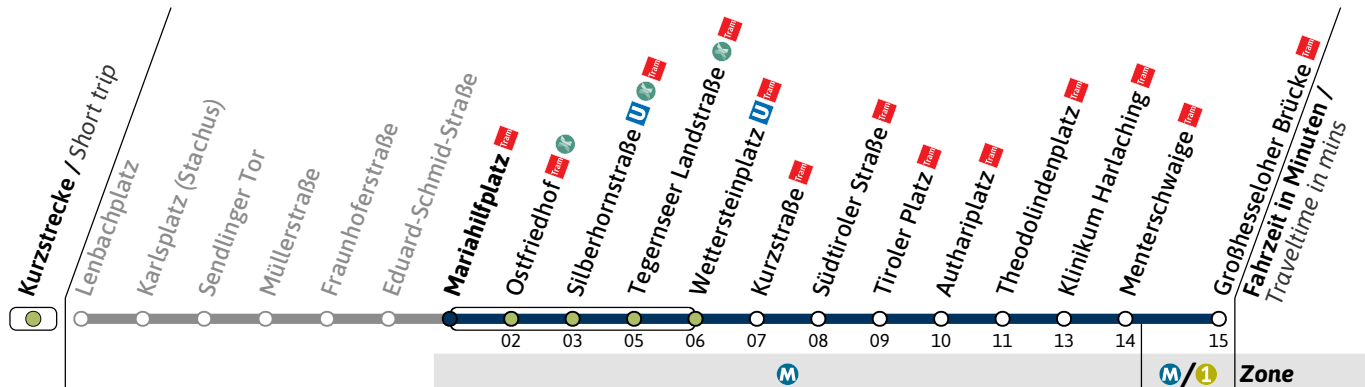 Kurzstrecke / Short trip
Lenbachplatz
Karlsplatz (Stachus)
Sendlinger Tor
Müllerstraße
Fraunhoferstraße
Eduard-Schmid-Straße
Mariahilfplatz Tram
Ostfriedhof Tram X
Silberhornstraße U X Tram
Tegernseer Landstraße X Tram
Wettersteinplatz U Tram
Kurzstraße Tram
Südtiroler Straße Tram
Tiroler Platz Tram
Authariplatz Tram
Theodolindenplatz Tram
Klinikum Harlaching Tram
Menterschwaige Tram
Großhesseloher Brücke Tram
Fahrzeit in Minuten /
Traveltime in mins
02 03 05 06 07 08 09 10 11 13 14 15
M M/1 Zone